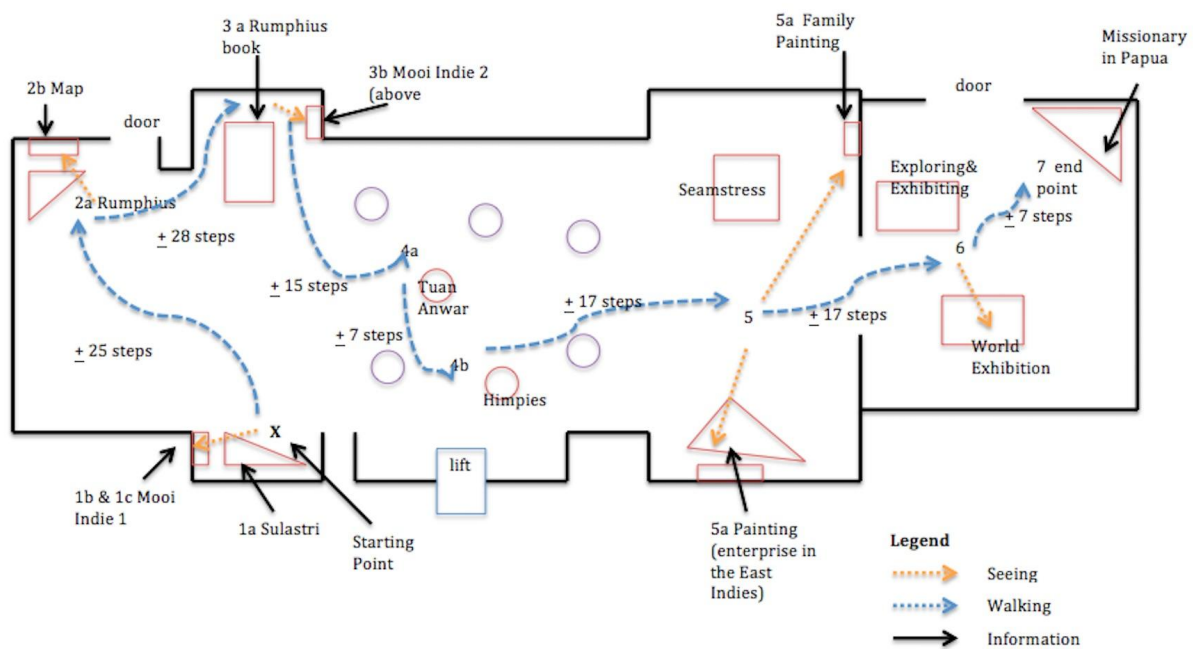 3 a Rumphius
book
5a Family
Painting
Missionary
in Papua
2b Map
3b Mooi Indie 2
(above
door
door
Exploring&
Exhibiting
7 end
point
Seamstress
2a Rumphius
+ 28 steps
+ 7 steps
4a
6
+ 15 steps
Tuan
Anwar
+ 17 steps
5
+ 17 steps
+ 7 steps
+ 25 steps
World
Exhibition
4b
Himpies
X
lift
1b & 1c Mooi
Indie 1
1a Sulastri
Starting
Point
5a Painting
(enterprise in
the East
Indies)
Legend
Seeing
Walking
Information